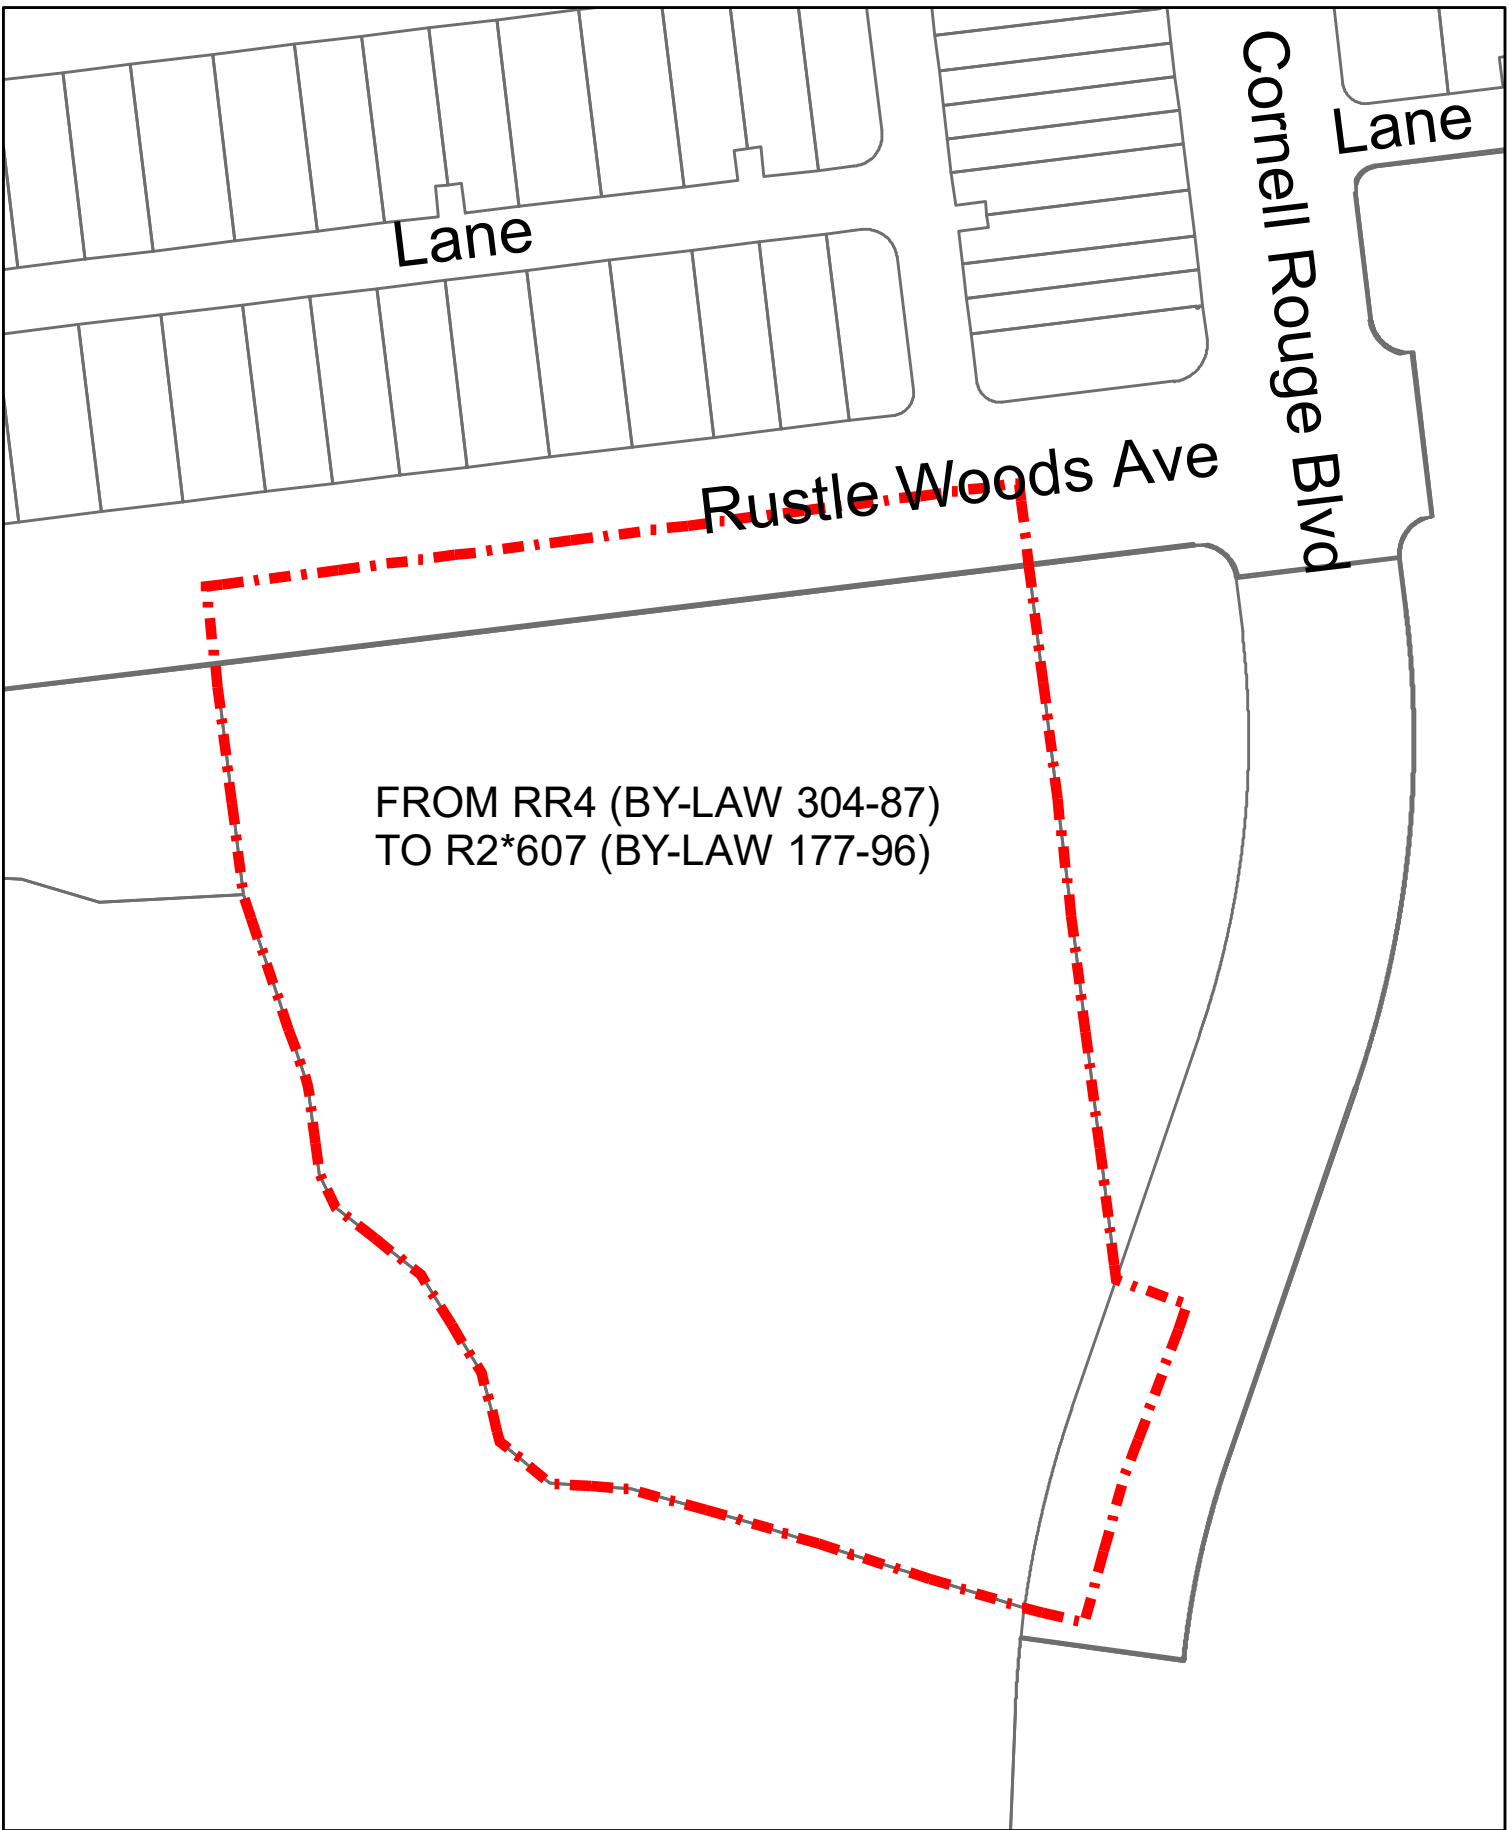 Cornell Rouge Blvd
Lane
Lane
Rustle Woods Ave
FROM RR4 (BY-LAW 304-87)
TO R2*607 (BY-LAW 177-96)